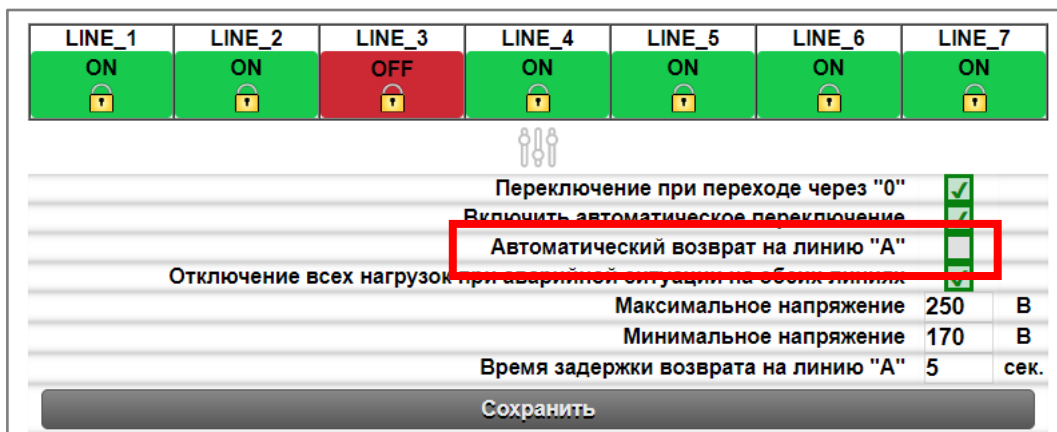 LINE_1 LINE_2 LINE_3 LINE_4 LINE_5 LINE_6 LINE_7
ON ON OFF ON ON ON ON
Переключение при переходе через "0"
Включить автоматическое переключение
Автоматический возврат на линию "А"
Отключение всех нагрузок при аварийной ситуации на обеих линиях
Максимальное напряжение 250 В
Минимальное напряжение 170 В
Время задержки возврата на линию "А" 5 сек.
Сохранить